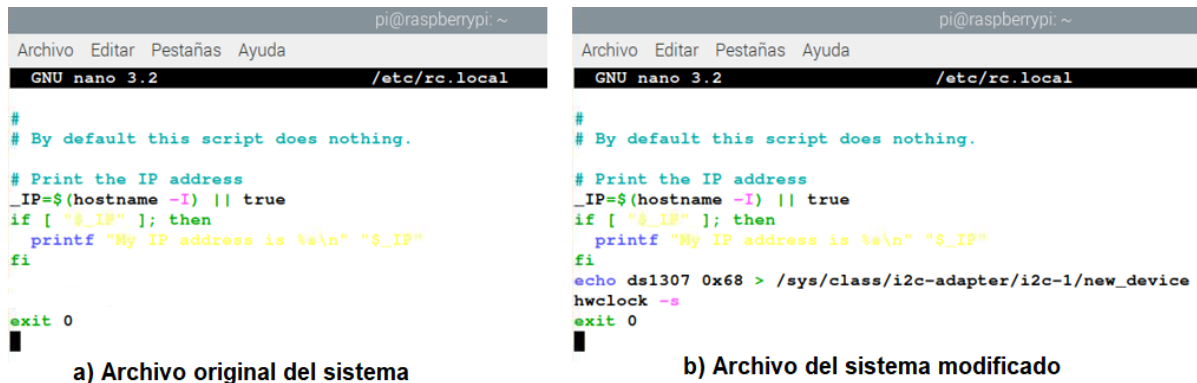 pi@raspberrypi: ~
Archivo Editar Pestañas Ayuda
GNU nano 3.2 /etc/rc.local
#
# By default this script does nothing.
# Print the IP address
_IP=$(hostname -I) || true
if [ "$_IP" ]; then
printf "My IP address is %s\n" "$_IP"
fi
exit 0
a) Archivo original del sistema
pi@raspberrypi: ~
Archivo Editar Pestañas Ayuda
GNU nano 3.2 /etc/rc.local
#
# By default this script does nothing.
# Print the IP address
_IP=$(hostname -I) || true
if [ "$_IP" ]; then
printf "My IP address is %s\n" "$_IP"
fi
echo ds1307 0x68 > /sys/class/i2c-adapter/i2c-1/new_device
hwclock -s
exit 0
b) Archivo del sistema modificado